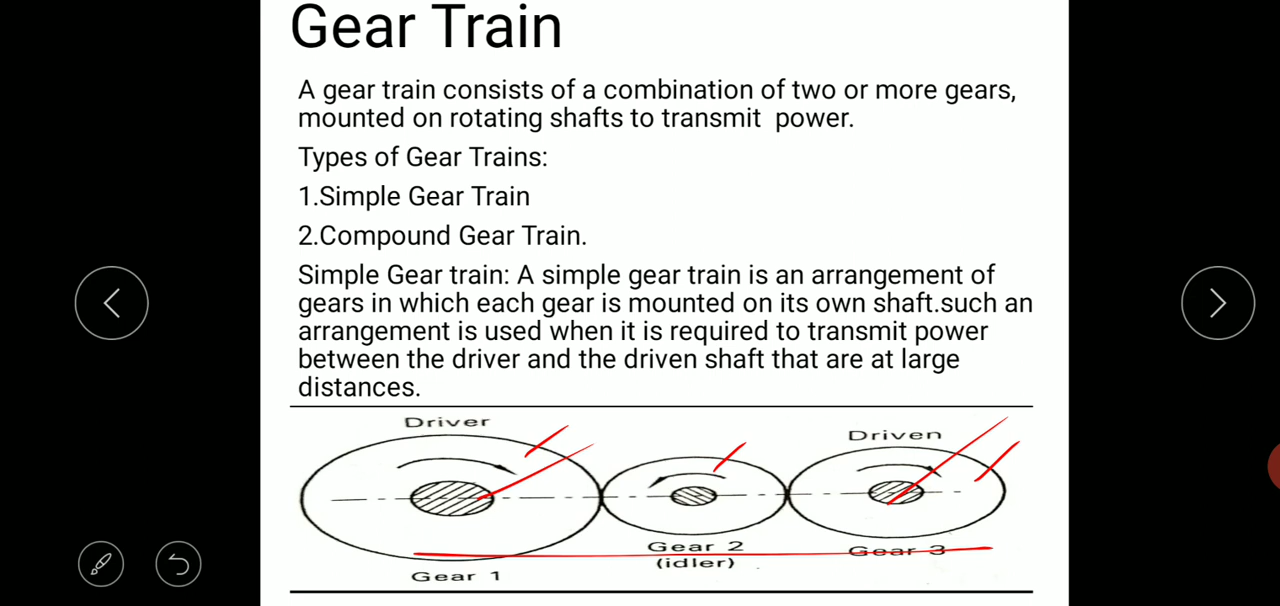 Gear Train
A gear train consists of a combination of two or more gears,
mounted on rotating shafts to transmit  power.
Types of Gear Trains:
1.Simple Gear Train
2.Compound Gear Train.
Simple Gear train: A simple gear train is an arrangement of
gears in which each gear is mounted on its own shaft.such an
arrangement is used when it is required to transmit power
between the driver and the driven shaft that are at large
distances.
Driver
Driven
Gear 2
(idler)
Gear 3
Gear 1